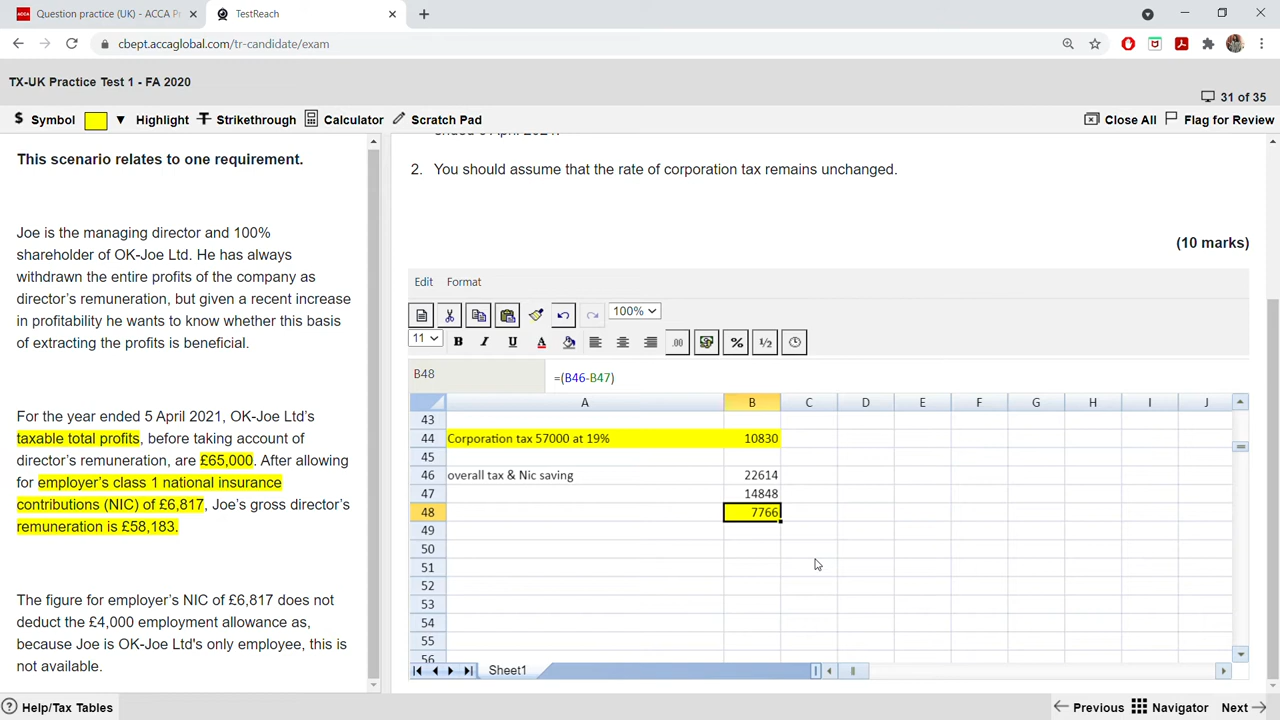 Question practice (UK) - ACCA P
TestReach
cbept.accaglobal.com/tr-candidate/exam
TX-UK Practice Test 1 - FA 2020
31 of 35
$ Symbol Highlight Strikethrough Calculator Scratch Pad Close All Flag for Review
This scenario relates to one requirement.
Joe is the managing director and 100%
shareholder of OK-Joe Ltd. He has always
withdrawn the entire profits of the company as
director's remuneration, but given a recent increase
in profitability he wants to know whether this basis
of extracting the profits is beneficial.
For the year ended 5 April 2021, OK-Joe Ltd's
taxable total profits, before taking account of
director's remuneration, are £65,000. After allowing
for employer's class 1 national insurance
contributions (NIC) of £6,817, Joe's gross director's
remuneration is £58,183.
The figure for employer's NIC of £6,817 does not
deduct the £4,000 employment allowance as,
because Joe is OK-Joe Ltd's only employee, this is
not available.
2. You should assume that the rate of corporation tax remains unchanged.
(10 marks)
Edit Format
100%
11 B I U A .00 % 1/2
B48 =(B46-B47)
A B C D E F G H I J
43
44 Corporation tax 57000 at 19% 10830
45
46 overall tax & Nic saving 22614
47 14848
48 7766
49
50
51
52
53
54
55
56
Sheet1
Help/Tax Tables Previous Navigator Next